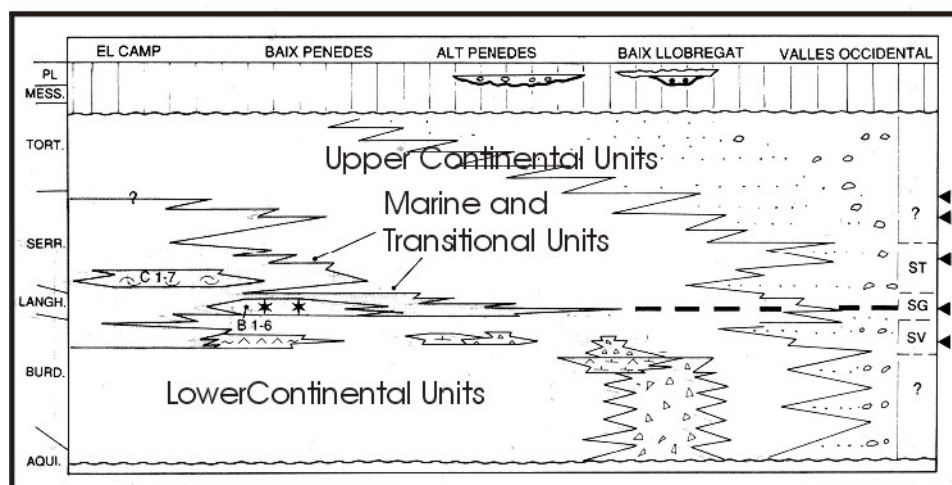 EL CAMP BAIX PENEDES ALT PENEDES BAIX LLOBREGAT VALLES OCCIDENTAL
PL
MESS.
TORT.
Upper Continental Units
?
Marine and
?
Transitional Units
SERR.
ST
C 1-7
LANGH.
SG
B 1-6
SV
BURD.
LowerContinental Units
?
AQUI.